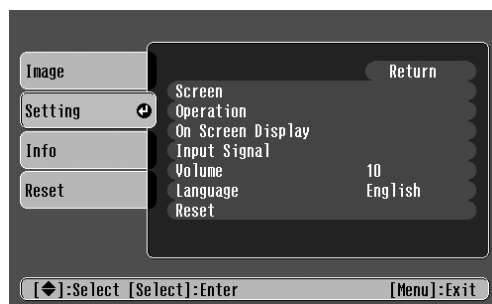 Image
Setting
Info
Reset
Return
Screen
Operation
On Screen Display
Input Signal
Volume 10
Language English
Reset
[◆]:Select [Select]:Enter [Menu]:Exit